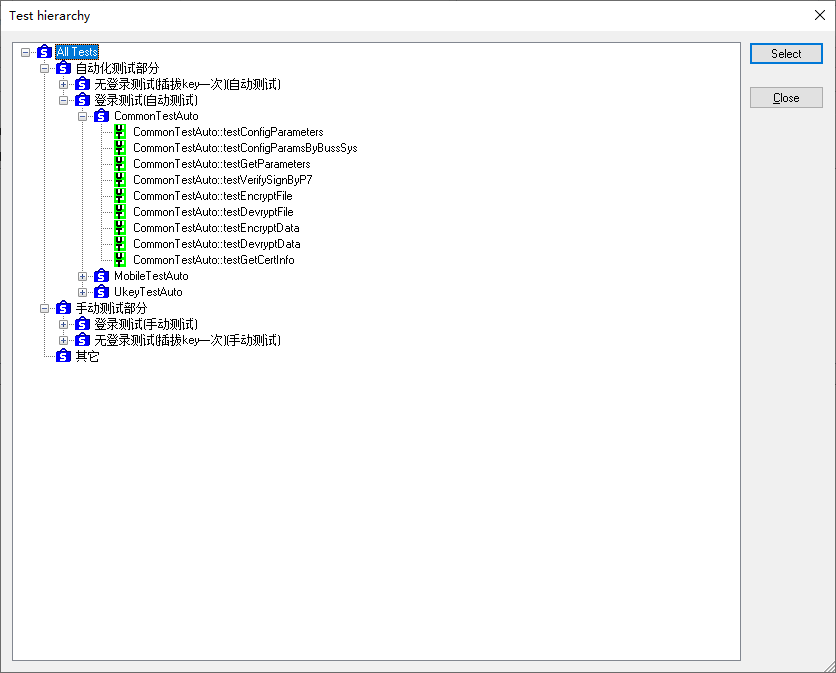 Test hierarchy
All Tests
Select
自动化测试部分
无登录测试(插拔key一次)(自动测试)
登录测试(自动测试)
Close
CommonTestAuto
CommonTestAuto::testConfigParameters
CommonTestAuto::testConfigParamsByBussSys
CommonTestAuto::testGetParameters
CommonTestAuto::testVerifySignByP7
CommonTestAuto::testEncryptFile
CommonTestAuto::testDevryptFile
CommonTestAuto::testEncryptData
CommonTestAuto::testDevryptData
CommonTestAuto::testGetCertInfo
MobileTestAuto
UkeyTestAuto
手动测试部分
登录测试(手动测试)
无登录测试(插拔key一次)(手动测试)
其它